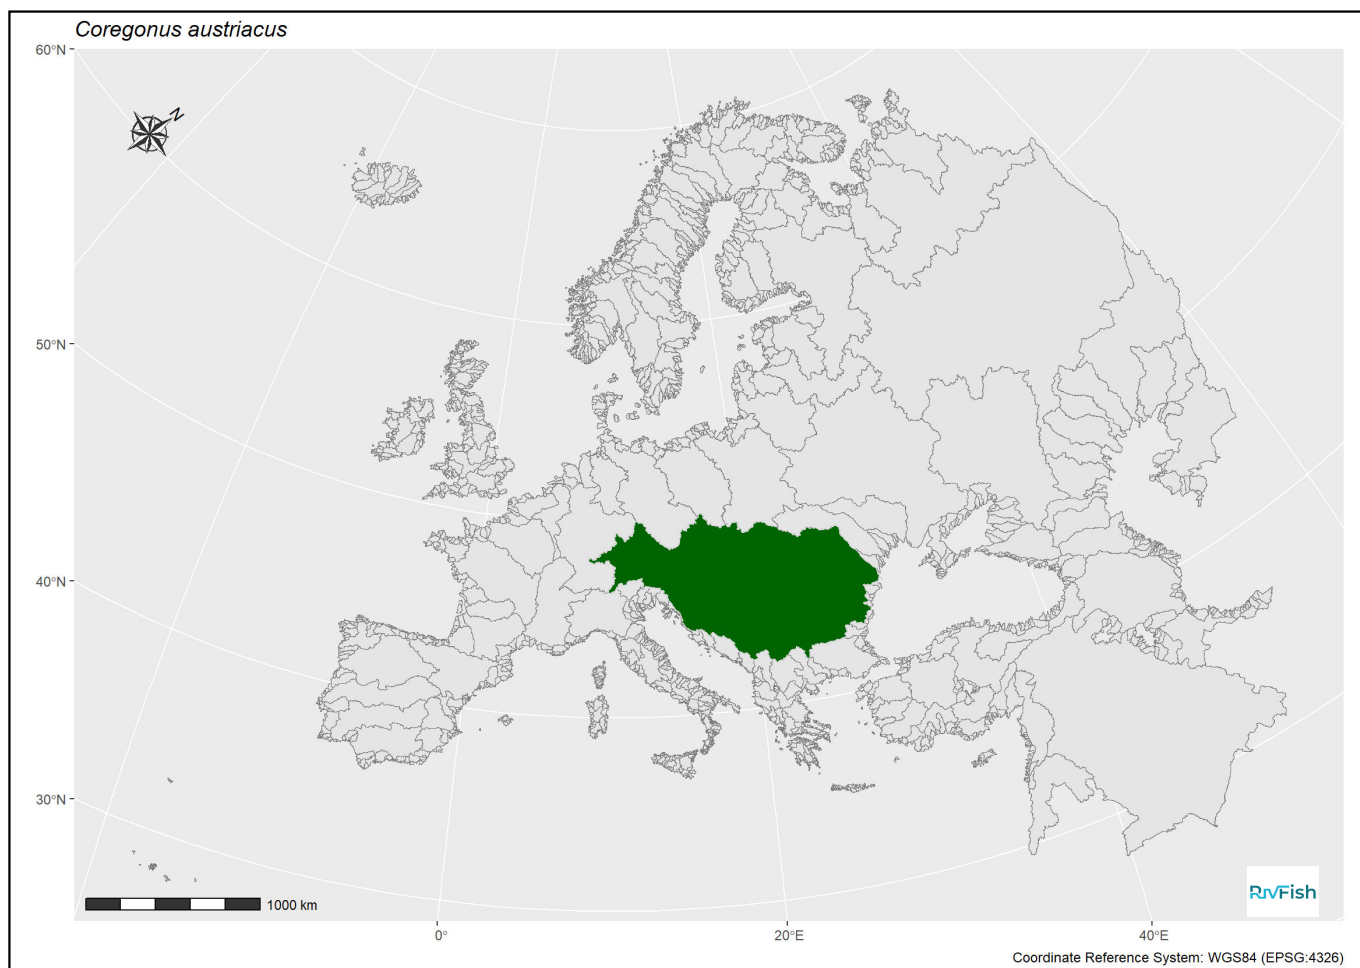 Coregonus austriacus
60°N
N
50°N
40°N
30°N
1000 km
RivFish
0°
20°E
40°E
Coordinate Reference System: WGS84 (EPSG:4326)